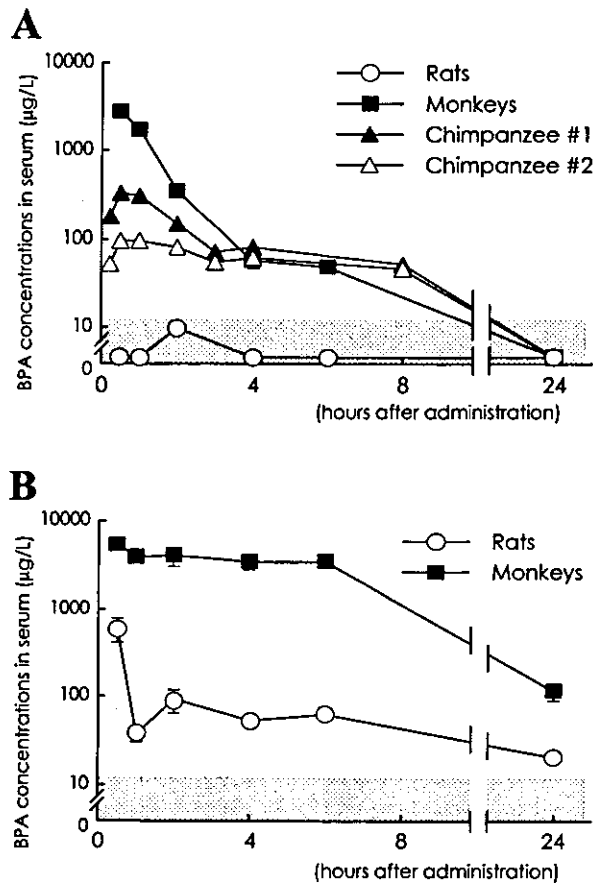 A
BPA concentrations in serum (µg/L)
10000
1000
100
10
0
Rats
Monkeys
Chimpanzee #1
Chimpanzee #2
0 4 8 24
(hours after administration)
B
BPA concentrations in serum (µg/L)
10000
1000
100
10
0
Rats
Monkeys
0 4 8 24
(hours after administration)